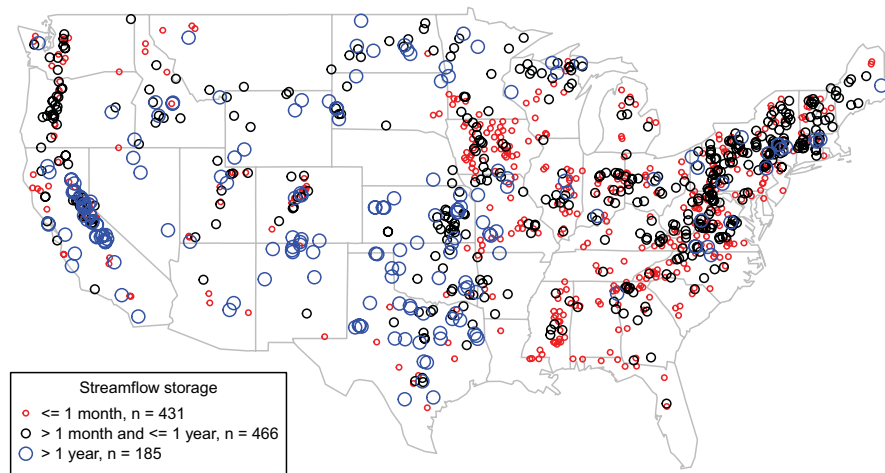 Streamflow storage
<= 1 month, n = 431
> 1 month and <= 1 year, n = 466
> 1 year, n = 185